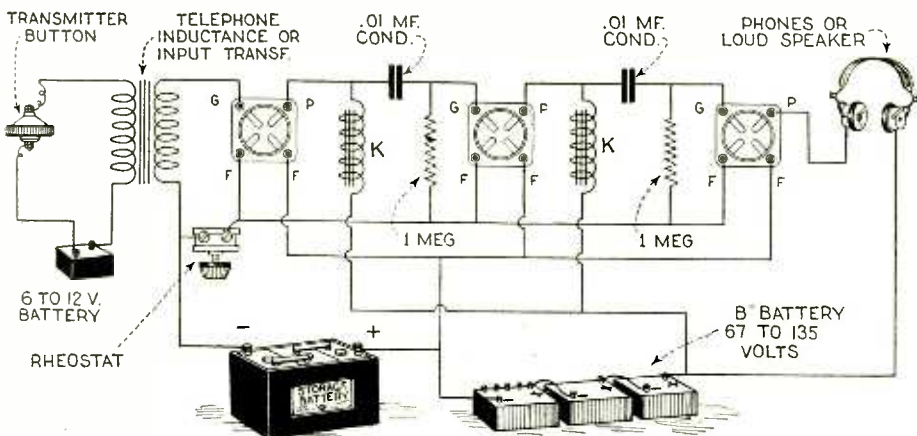 TRANSMITTER
BUTTON
TELEPHONE
INDUCTANCE OR
INPUT TRANSF.
.01 MF.
COND.
.01 MF.
COND.
PHONES OR
LOUD SPEAKER
G
P
F
F
K
G
P
F
F
K
G
P
F
F
1 MEG
1 MEG
6 TO 12 V.
BATTERY
RHEOSTAT
-
+
STORAGE
BATTERY
B" BATTERY
67 TO 135
VOLTS
- + - + - +